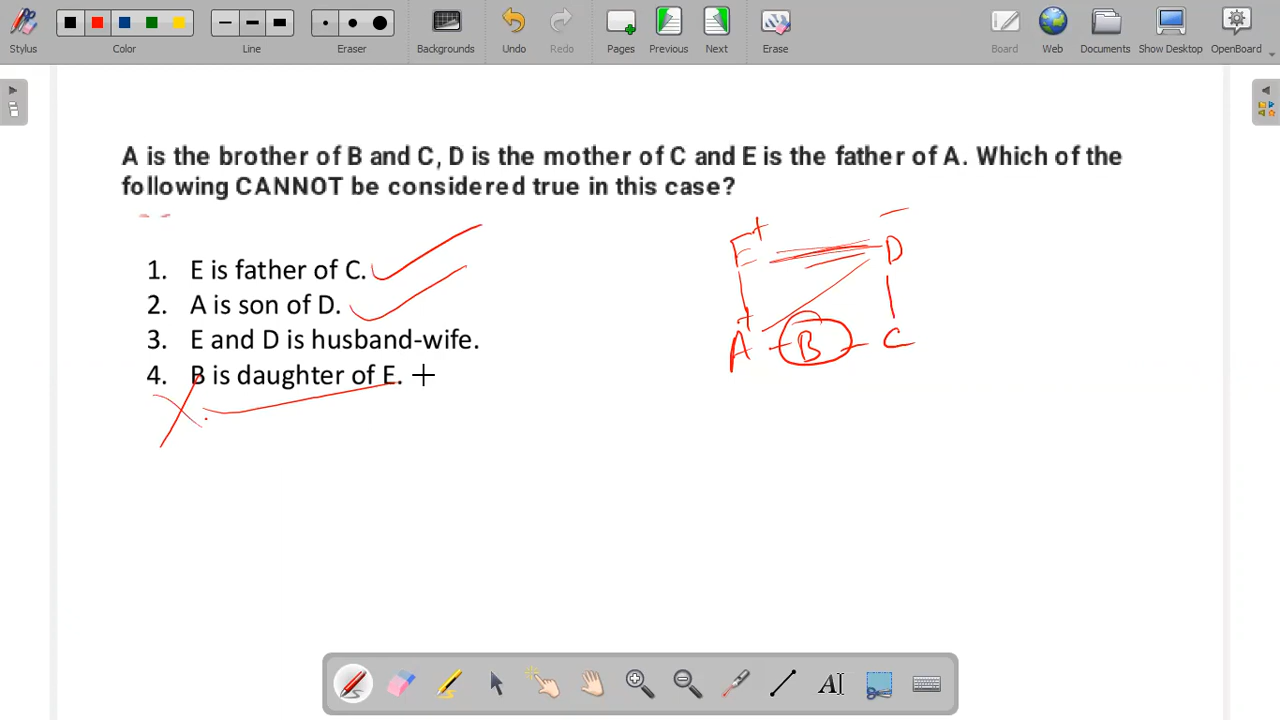 Stylus
Color
Line
Eraser
Backgrounds
Undo
Redo
Pages
Previous
Next
Erase
Board
Web
Documents
Show Desktop
OpenBoard
A is the brother of B and C, D is the mother of C and E is the father of A. Which of the
following CANNOT be considered true in this case?
1. E is father of C.
2. A is son of D.
3. E and D is husband-wife.
4. B is daughter of E.
E+ D
A+ B C
AI